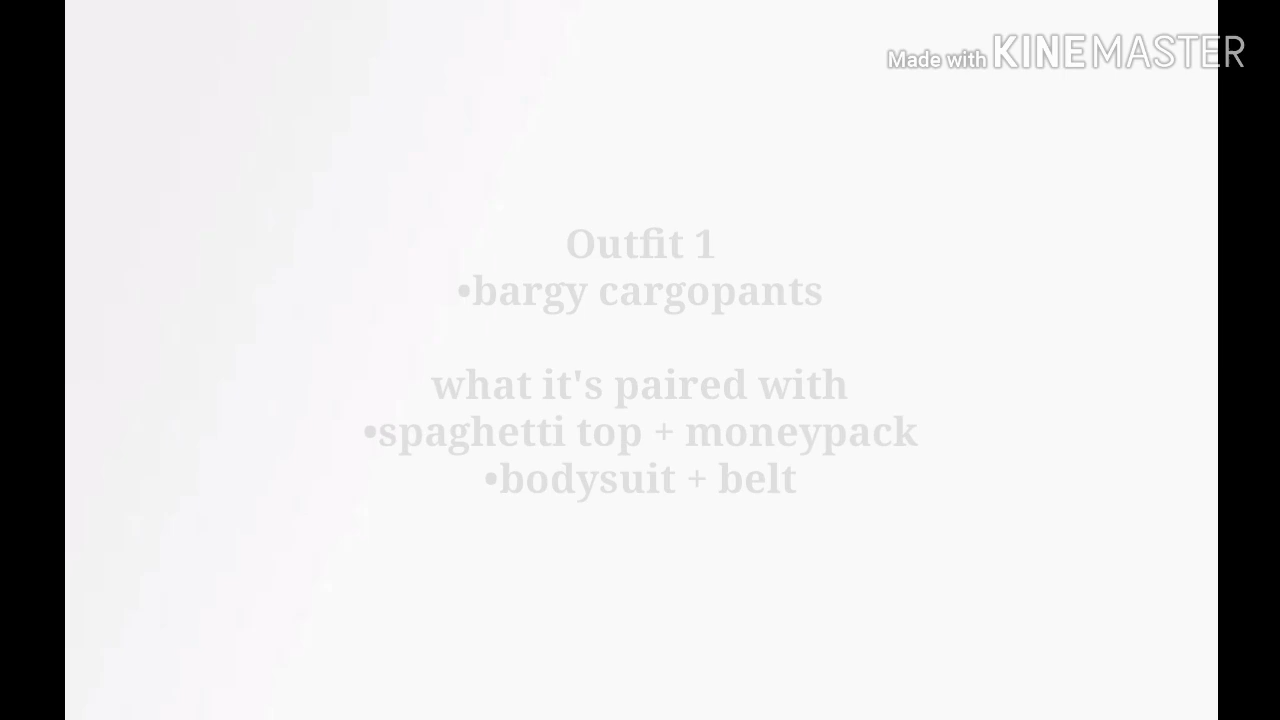 Made with KINEMASTER
Outfit 1
•bargy cargopants
what it's paired with
•spaghetti top + moneypack
•bodysuit + belt